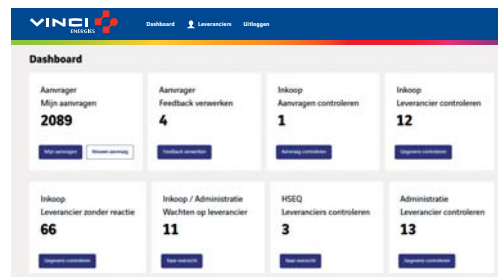 VINCI
ENERGIES
Dashboard Leveranciers Uitloggen
Dashboard
Aanvrager
Mijn aanvragen
2089
Mijn aanvragen Nieuwe aanvraag
Aanvrager
Feedback verwerken
4
Feedback verwerken
Inkoop
Aanvragen controleren
1
Aanvraag controleren
Inkoop
Leverancier controleren
12
Gegevens controleren
Inkoop
Leverancier zonder reactie
66
Gegevens controleren
Inkoop / Administratie
Wachten op leverancier
11
Naar overzicht
HSEQ
Leveranciers controleren
3
Naar overzicht
Administratie
Leverancier controleren
13
Gegevens controleren